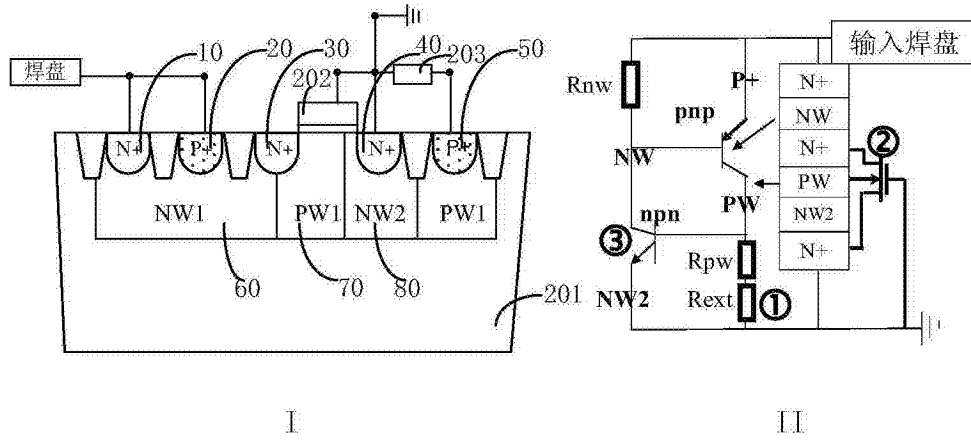 10 20 30 40 203 50
焊盘
202
N+ P+ N+ N+ P+
NW1 PW1 NW2 PW1
60 70 80
201
I
输入焊盘
Rnw
P+
pnp
N+
NW
NW
N+
②
PW
PW
NW2
npn
③
N+
Rpw
NW2
Rext ①
II